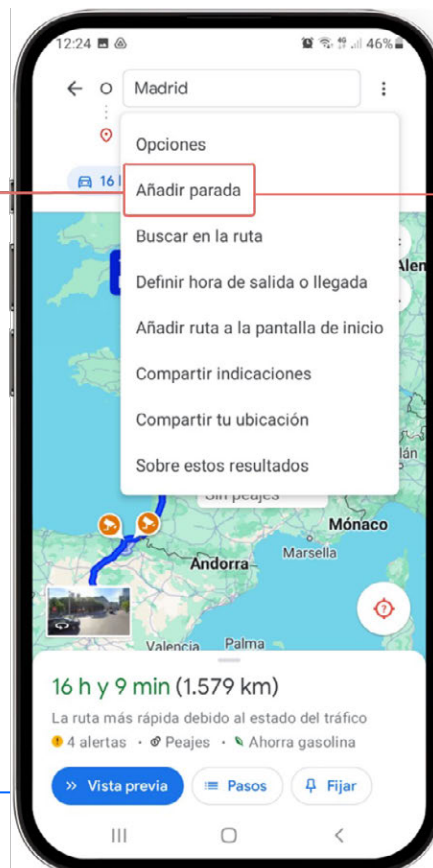 12:24 46%
Madrid
Opciones
16
Añadir parada
Buscar en la ruta
Definir hora de salida o llegada
Añadir ruta a la pantalla de inicio
Compartir indicaciones
Compartir tu ubicación
Sobre estos resultados
Sin peajes
Mónaco
Marsella
Andorra
Valencia Palma
16 h y 9 min (1.579 km)
La ruta más rápida debido al estado del tráfico
4 alertas · Peajes · Ahorra gasolina
Vista previa Pasos Fijar